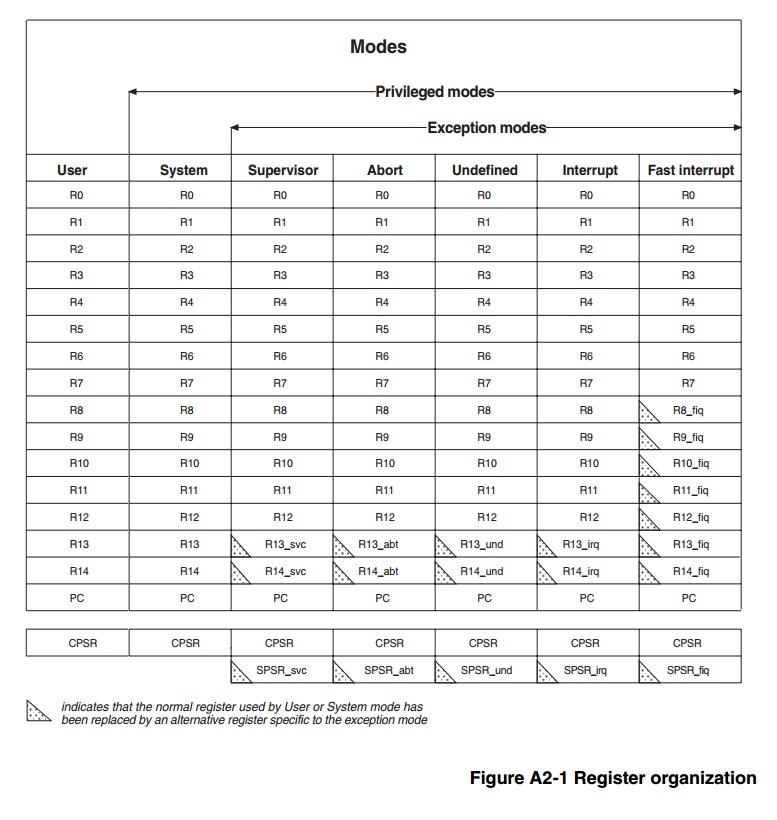 Modes
Privileged modes
Exception modes
User System Supervisor Abort Undefined Interrupt Fast interrupt
R0 R0 R0 R0 R0 R0 R0
R1 R1 R1 R1 R1 R1 R1
R2 R2 R2 R2 R2 R2 R2
R3 R3 R3 R3 R3 R3 R3
R4 R4 R4 R4 R4 R4 R4
R5 R5 R5 R5 R5 R5 R5
R6 R6 R6 R6 R6 R6 R6
R7 R7 R7 R7 R7 R7 R7
R8 R8 R8 R8 R8 R8 R8_fiq
R9 R9 R9 R9 R9 R9 R9_fiq
R10 R10 R10 R10 R10 R10 R10_fiq
R11 R11 R11 R11 R11 R11 R11_fiq
R12 R12 R12 R12 R12 R12 R12_fiq
R13 R13 R13_svc R13_abt R13_und R13_irq R13_fiq
R14 R14 R14_svc R14_abt R14_und R14_irq R14_fiq
PC PC PC PC PC PC PC
CPSR CPSR CPSR CPSR CPSR CPSR CPSR
SPSR_svc SPSR_abt SPSR_und SPSR_irq SPSR_fiq
indicates that the normal register used by User or System mode has
been replaced by an alternative register specific to the exception mode
Figure A2-1 Register organization